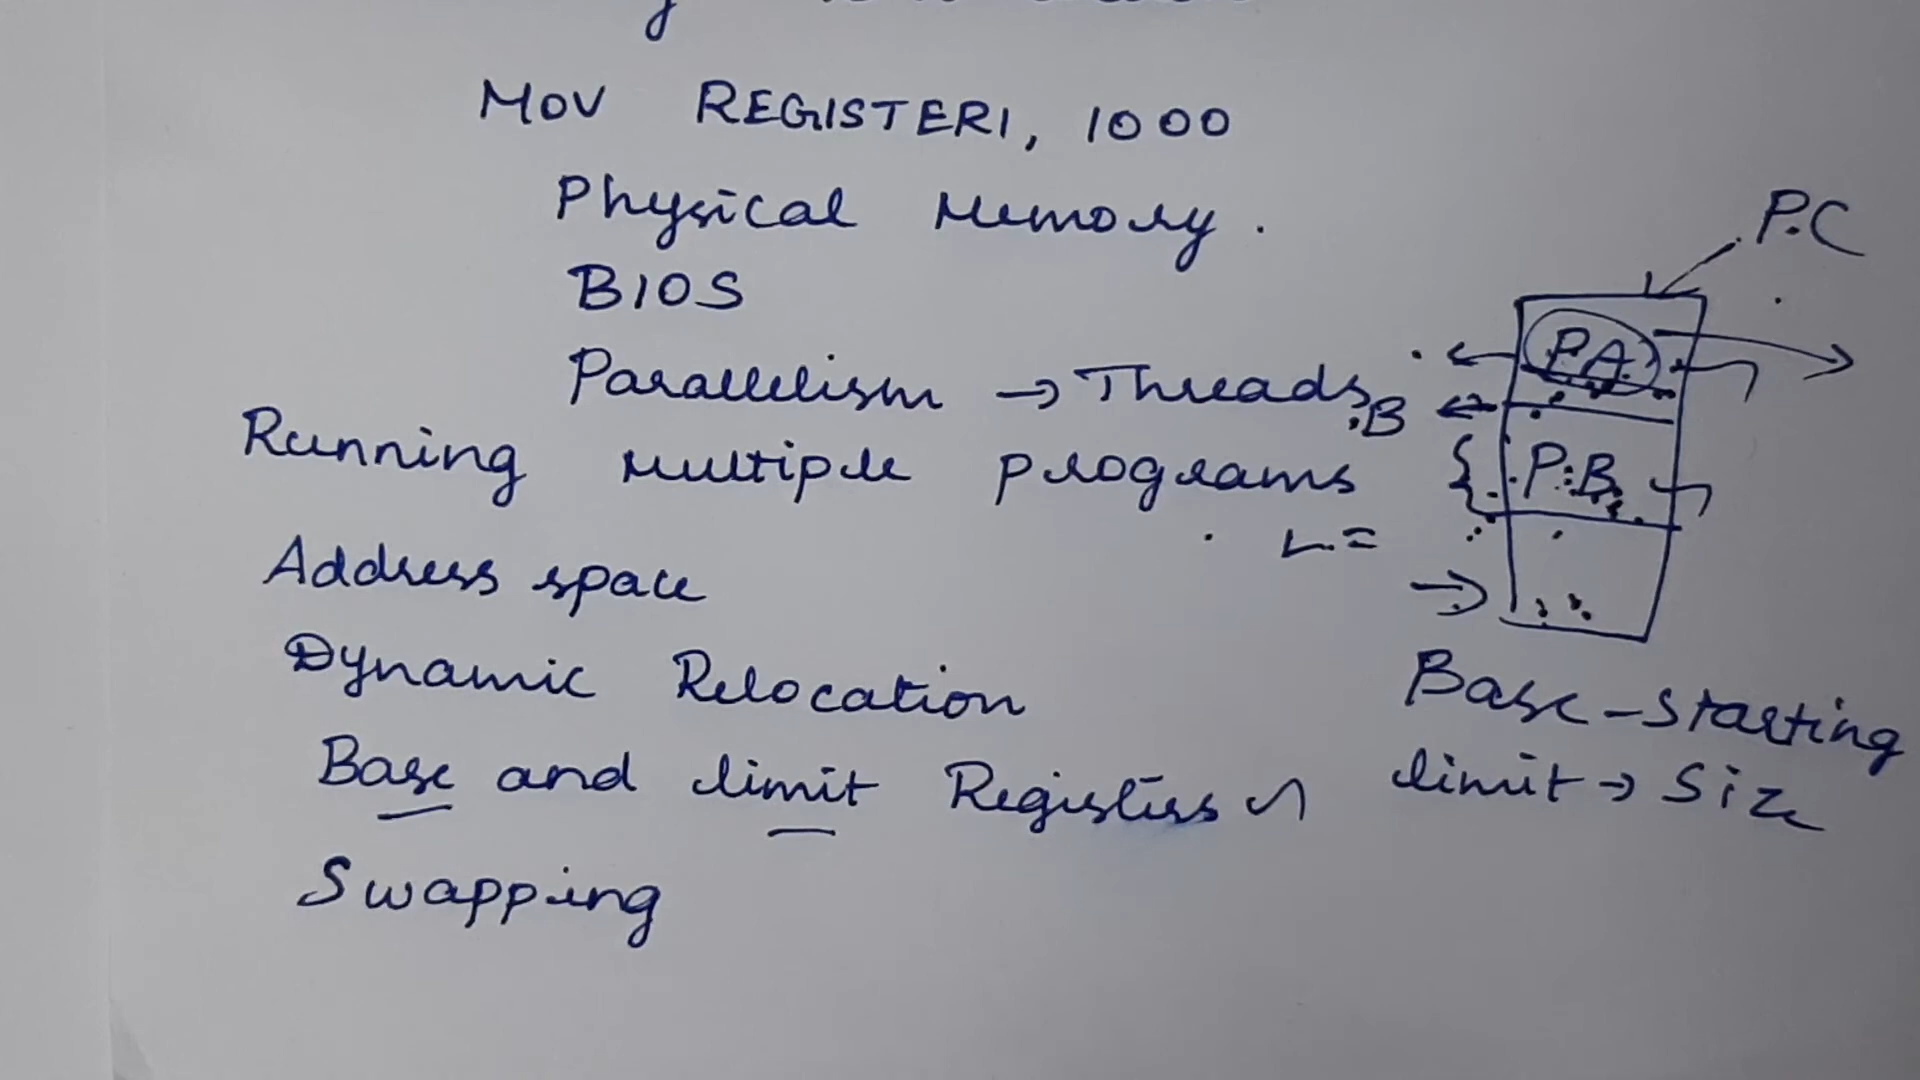 MOV REGISTER1, 1000
Physical Memory.
BIOS
Parallelism → Threads
Running Multiple programs
Address space
Dynamic Relocation
Base and limit Registers
Swapping
P.C
P.A.
B
P.B.
L =
Base - starting
limit → Size